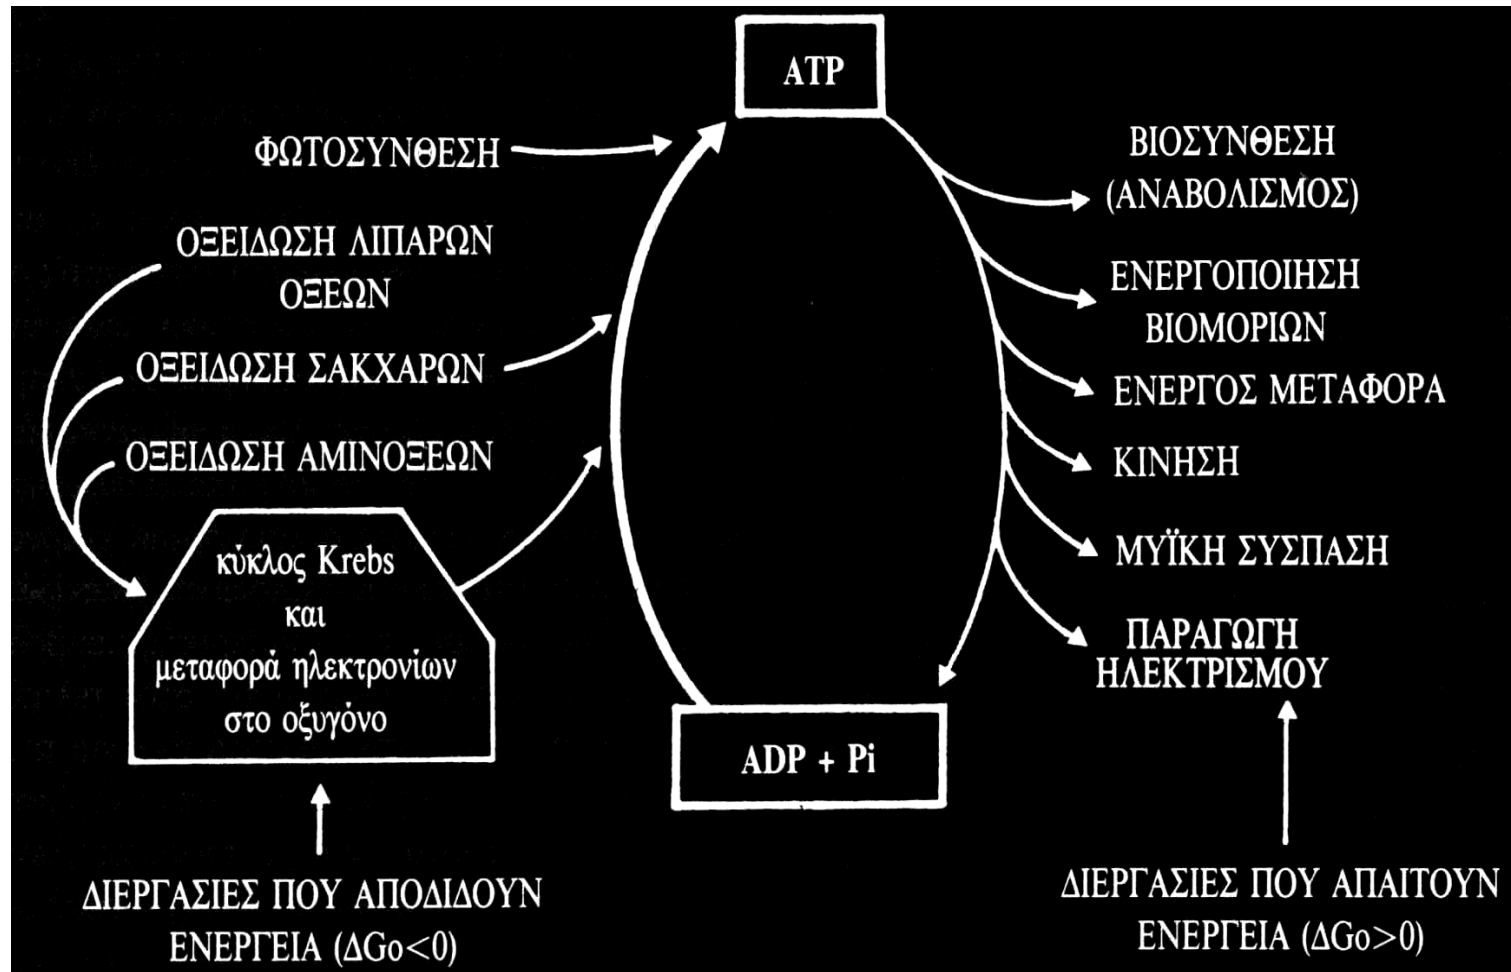 ATP
ΦΩΤΟΣΥΝΘΕΣΗ
ΟΞΕΙΔΩΣΗ ΛΙΠΑΡΩΝ
ΟΞΕΩΝ
ΟΞΕΙΔΩΣΗ ΣΑΚΧΑΡΩΝ
ΟΞΕΙΔΩΣΗ ΑΜΙΝΟΞΕΩΝ
κύκλος Krebs
και
μεταφορά ηλεκτρονίων
στο οξυγόνο
ΔΙΕΡΓΑΣΙΕΣ ΠΟΥ ΑΠΟΔΙΔΟΥΝ
ΕΝΕΡΓΕΙΑ (ΔGo<0)
ADP + Pi
ΒΙΟΣΥΝΘΕΣΗ
(ΑΝΑΒΟΛΙΣΜΟΣ)
ΕΝΕΡΓΟΠΟΙΗΣΗ
ΒΙΟΜΟΡΙΩΝ
ΕΝΕΡΓΟΣ ΜΕΤΑΦΟΡΑ
ΚΙΝΗΣΗ
ΜΥΪΚΗ ΣΥΣΠΑΣΗ
ΠΑΡΑΓΩΓΗ
ΗΛΕΚΤΡΙΣΜΟΥ
ΔΙΕΡΓΑΣΙΕΣ ΠΟΥ ΑΠΑΙΤΟΥΝ
ΕΝΕΡΓΕΙΑ (ΔGo>0)